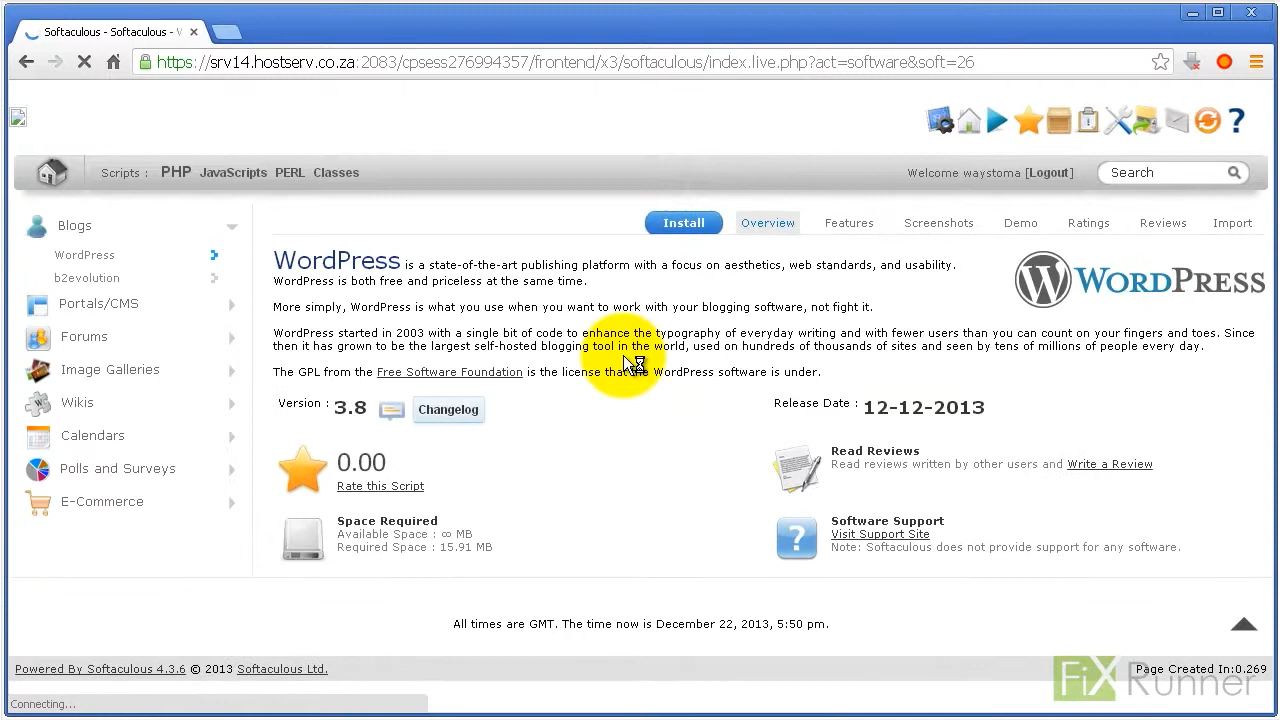 Softaculous - Softaculous - V
https://srv14.hostserv.co.za:2083/cpsess276994357/frontend/x3/softaculous/index.live.php?act=software&soft=26
Scripts : PHP JavaScripts PERL Classes
Welcome waystoma [Logout]
Search
Blogs
WordPress
b2evolution
Portals/CMS
Forums
Image Galleries
Wikis
Calendars
Polls and Surveys
E-Commerce
Install Overview Features Screenshots Demo Ratings Reviews Import
WordPress is a state-of-the-art publishing platform with a focus on aesthetics, web standards, and usability.
WordPress is both free and priceless at the same time.
WORDPRESS
More simply, WordPress is what you use when you want to work with your blogging software, not fight it.
WordPress started in 2003 with a single bit of code to enhance the typography of everyday writing and with fewer users than you can count on your fingers and toes. Since
then it has grown to be the largest self-hosted blogging tool in the world, used on hundreds of thousands of sites and seen by tens of millions of people every day.
The GPL from the Free Software Foundation is the license that the WordPress software is under.
Version : 3.8 Changelog
Release Date : 12-12-2013
0.00
Rate this Script
Read Reviews
Read reviews written by other users and Write a Review
Space Required
Available Space : ∞ MB
Required Space : 15.91 MB
Software Support
Visit Support Site
Note: Softaculous does not provide support for any software.
All times are GMT. The time now is December 22, 2013, 5:50 pm.
Powered By Softaculous 4.3.6 © 2013 Softaculous Ltd.
Page Created In:0.269
FiX Runner
Connecting...